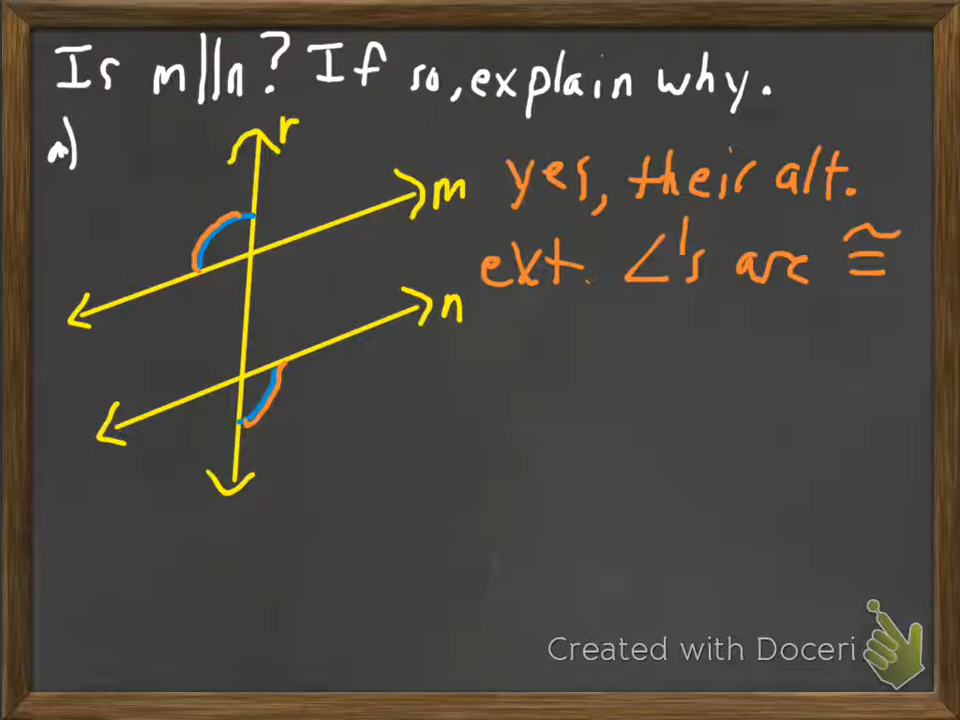 Is m||n? If so, explain why.
a)
r
yes, their alt.
m
ext. ∠'s are ≅
n
Created with Doceri